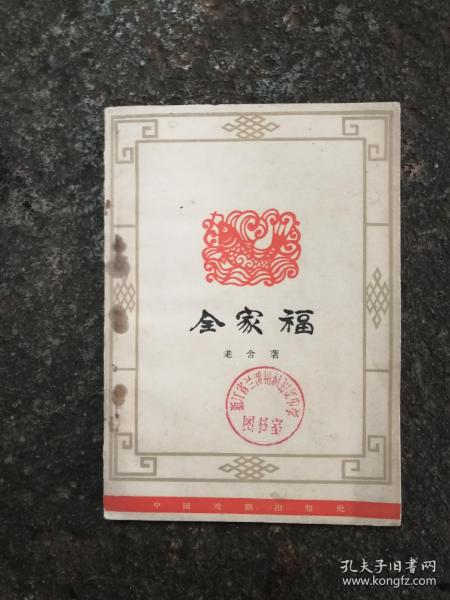 全家福
老舍著
图书室
中国戏剧出版社
孔夫子旧书网
www.kongfz.com